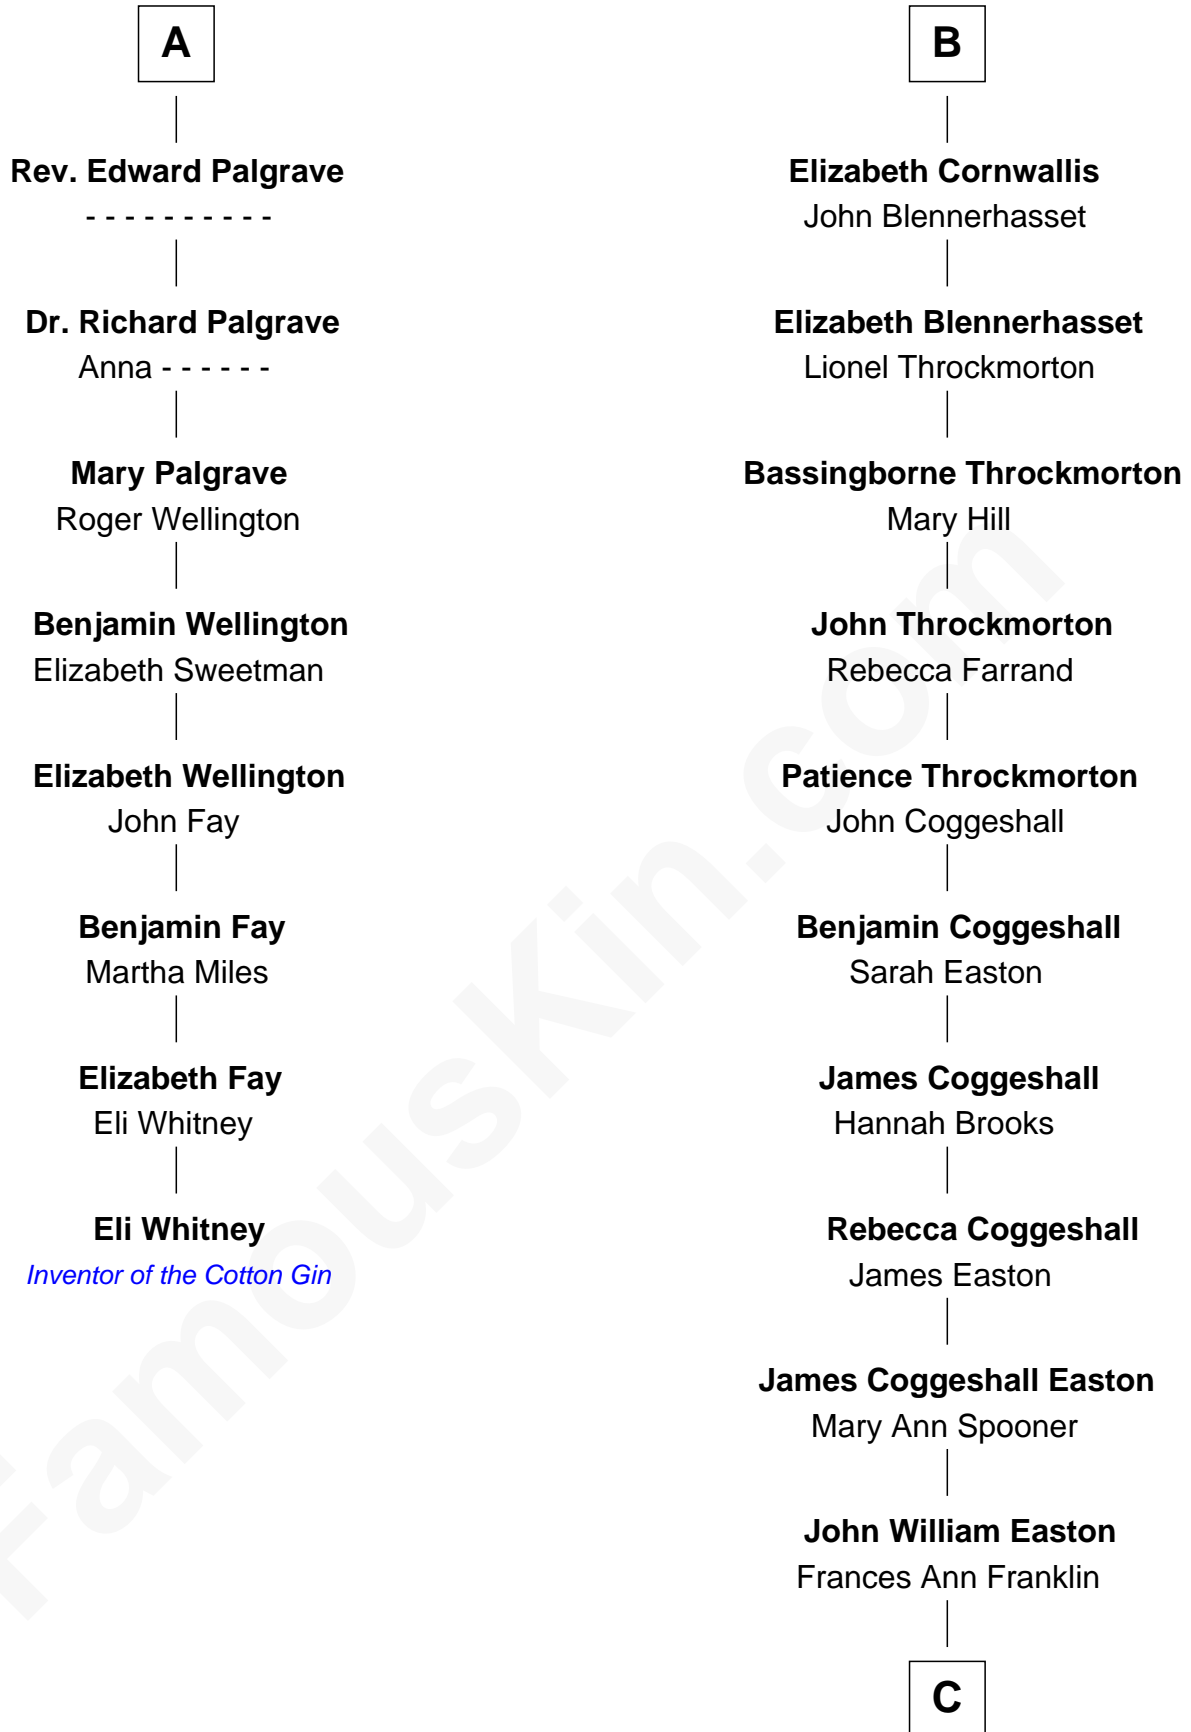 A
Rev. Edward Palgrave
- - - - - - - - - -
Dr. Richard Palgrave
Anna - - - - - -
Mary Palgrave
Roger Wellington
Benjamin Wellington
Elizabeth Sweetman
Elizabeth Wellington
John Fay
Benjamin Fay
Martha Miles
Elizabeth Fay
Eli Whitney
Eli Whitney
Inventor of the Cotton Gin
B
Elizabeth Cornwallis
John Blennerhasset
Elizabeth Blennerhasset
Lionel Throckmorton
Bassingborne Throckmorton
Mary Hill
John Throckmorton
Rebecca Farrand
Patience Throckmorton
John Coggeshall
Benjamin Coggeshall
Sarah Easton
James Coggeshall
Hannah Brooks
Rebecca Coggeshall
James Easton
James Coggeshall Easton
Mary Ann Spooner
John William Easton
Frances Ann Franklin
C
FamousKin.com